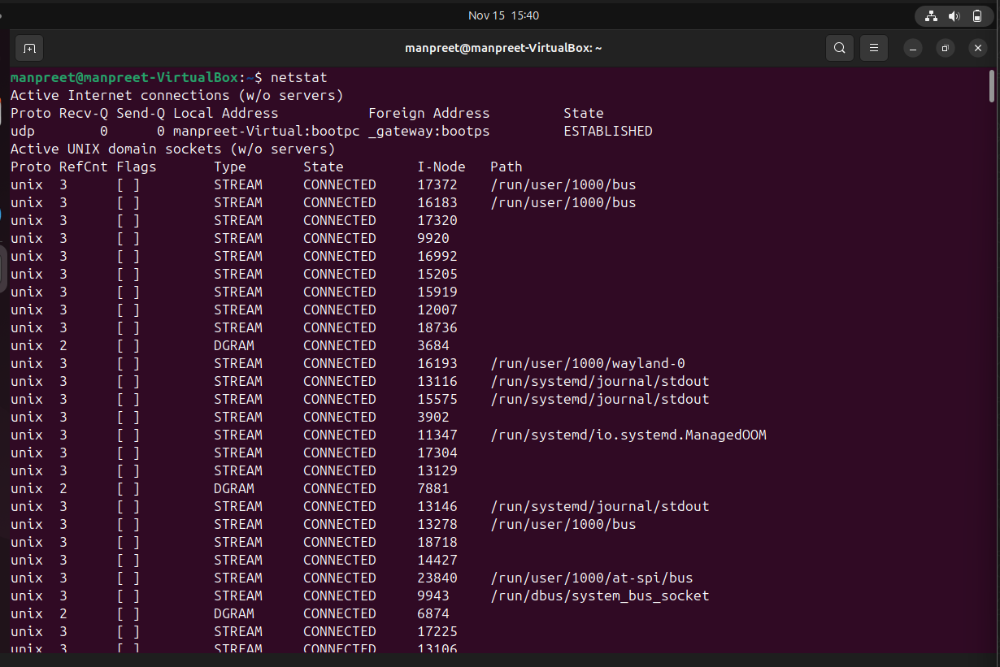 Nov 15 15:40
manpreet@manpreet-VirtualBox: ~
manpreet@manpreet-VirtualBox:~$ netstat
Active Internet connections (w/o servers)
Proto Recv-Q Send-Q Local Address           Foreign Address         State
udp        0      0 manpreet-Virtual:bootpc _gateway:bootps         ESTABLISHED
Active UNIX domain sockets (w/o servers)
Proto RefCnt Flags       Type       State         I-Node   Path
unix  3      [ ]         STREAM     CONNECTED     17372    /run/user/1000/bus
unix  3      [ ]         STREAM     CONNECTED     16183    /run/user/1000/bus
unix  3      [ ]         STREAM     CONNECTED     17320
unix  3      [ ]         STREAM     CONNECTED     9920
unix  3      [ ]         STREAM     CONNECTED     16992
unix  3      [ ]         STREAM     CONNECTED     15205
unix  3      [ ]         STREAM     CONNECTED     15919
unix  3      [ ]         STREAM     CONNECTED     12007
unix  3      [ ]         STREAM     CONNECTED     18736
unix  2      [ ]         DGRAM      CONNECTED     3684
unix  3      [ ]         STREAM     CONNECTED     16193    /run/user/1000/wayland-0
unix  3      [ ]         STREAM     CONNECTED     13116    /run/systemd/journal/stdout
unix  3      [ ]         STREAM     CONNECTED     15575    /run/systemd/journal/stdout
unix  3      [ ]         STREAM     CONNECTED     3902
unix  3      [ ]         STREAM     CONNECTED     11347    /run/systemd/io.systemd.ManagedOOM
unix  3      [ ]         STREAM     CONNECTED     17304
unix  3      [ ]         STREAM     CONNECTED     13129
unix  2      [ ]         DGRAM      CONNECTED     7881
unix  3      [ ]         STREAM     CONNECTED     13146    /run/systemd/journal/stdout
unix  3      [ ]         STREAM     CONNECTED     13278    /run/user/1000/bus
unix  3      [ ]         STREAM     CONNECTED     18718
unix  3      [ ]         STREAM     CONNECTED     14427
unix  3      [ ]         STREAM     CONNECTED     23840    /run/user/1000/at-spi/bus
unix  3      [ ]         STREAM     CONNECTED     9943     /run/dbus/system_bus_socket
unix  2      [ ]         DGRAM      CONNECTED     6874
unix  3      [ ]         STREAM     CONNECTED     17225
unix  3      [ ]         STREAM     CONNECTED     13106